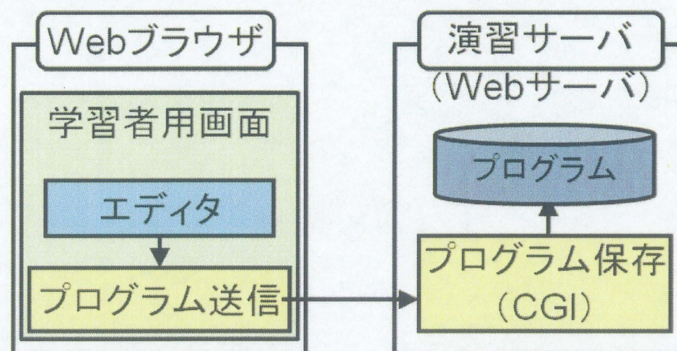 Webブラウザ
学習者用画面
エディタ
プログラム送信
演習サーバ
(Webサーバ)
プログラム
プログラム保存
(CGI)